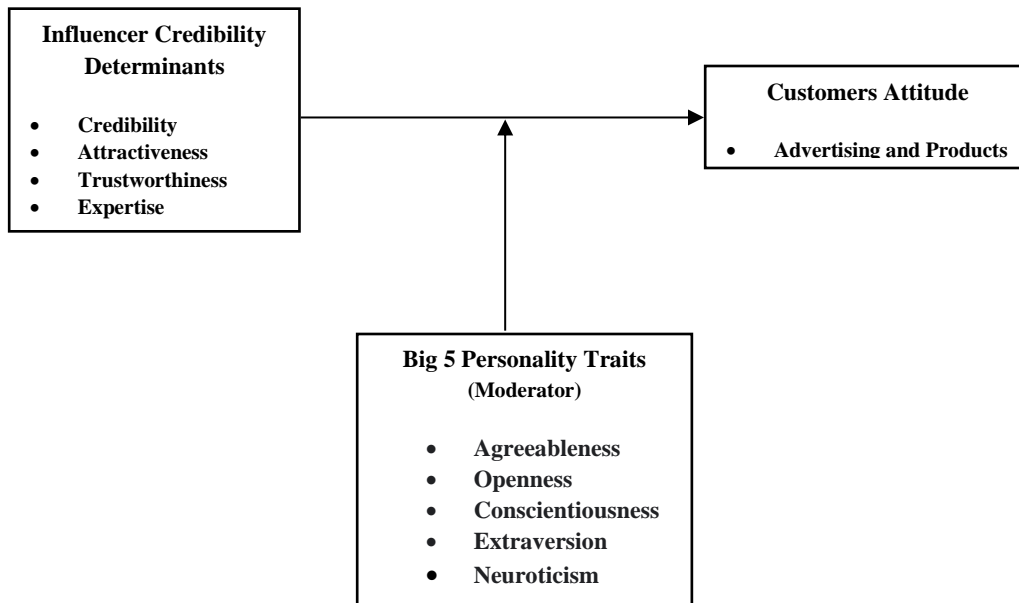 Influencer Credibility
Determinants
• Credibility
• Attractiveness
• Trustworthiness
• Expertise
Customers Attitude
• Advertising and Products
Big 5 Personality Traits
(Moderator)
• Agreeableness
• Openness
• Conscientiousness
• Extraversion
• Neuroticism